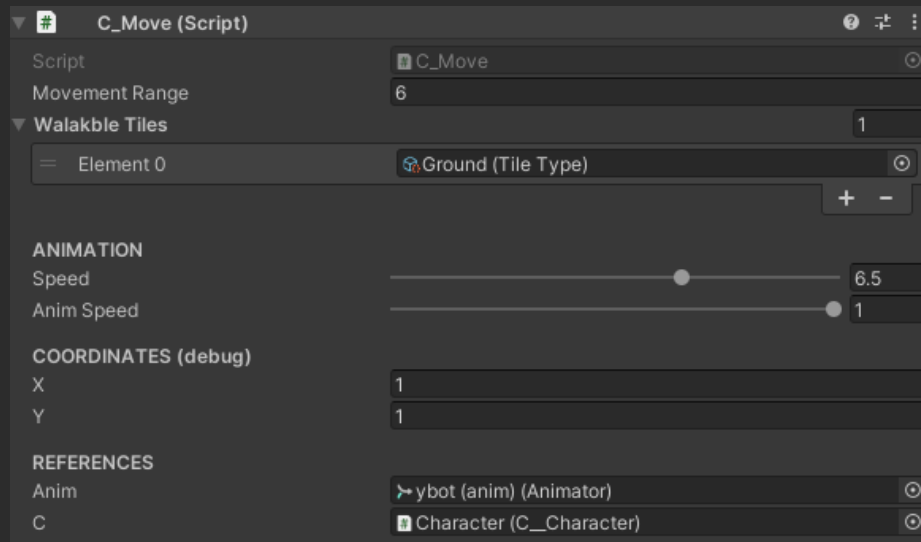 C_Move (Script)
Script C_Move
Movement Range 6
Walakble Tiles 1
Element 0 Ground (Tile Type)
+ -
ANIMATION
Speed 6.5
Anim Speed 1
COORDINATES (debug)
X 1
Y 1
REFERENCES
Anim ybot (anim) (Animator)
C Character (C__Character)